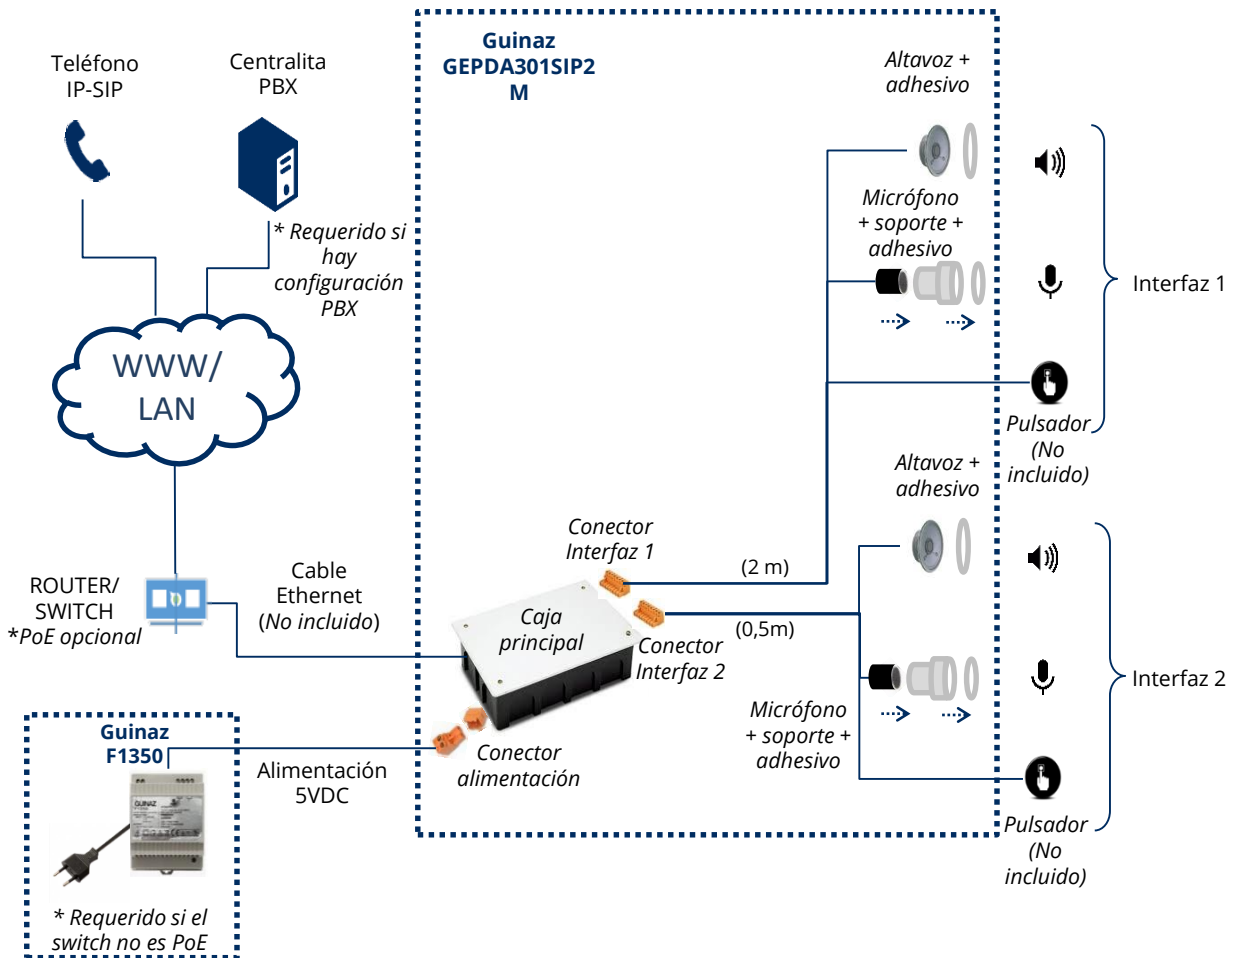 Teléfono
IP-SIP
Centralita
PBX
* Requerido si
hay
configuración
PBX
WWW/
LAN
ROUTER/
SWITCH
*PoE opcional
Cable
Ethernet
(No incluido)
Guinaz
F1350
GUINAZ
* Requerido si el
switch no es PoE
Alimentación
5VDC
Guinaz
GEPDA301SIP2
M
Altavoz +
adhesivo
Micrófono
+ soporte +
adhesivo
Pulsador
(No
incluido)
Interfaz 1
Conector
Interfaz 1
(2 m)
Caja
principal
(0,5m)
Conector
Interfaz 2
Conector
alimentación
Altavoz +
adhesivo
Micrófono
+ soporte +
adhesivo
Pulsador
(No
incluido)
Interfaz 2